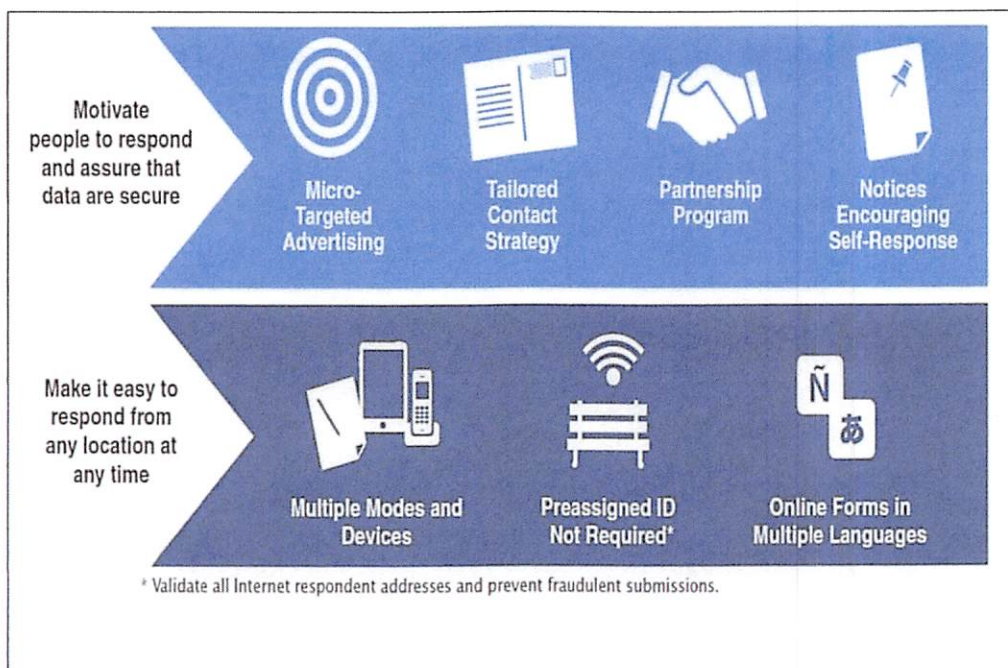 Motivate
people to respond
and assure that
data are secure
Micro-
Targeted
Advertising
Tailored
Contact
Strategy
Partnership
Program
Notices
Encouraging
Self-Response
Make it easy to
respond from
any location at
any time
Multiple Modes and
Devices
Preassigned ID
Not Required*
Ñ
あ
Online Forms in
Multiple Languages
* Validate all Internet respondent addresses and prevent fraudulent submissions.